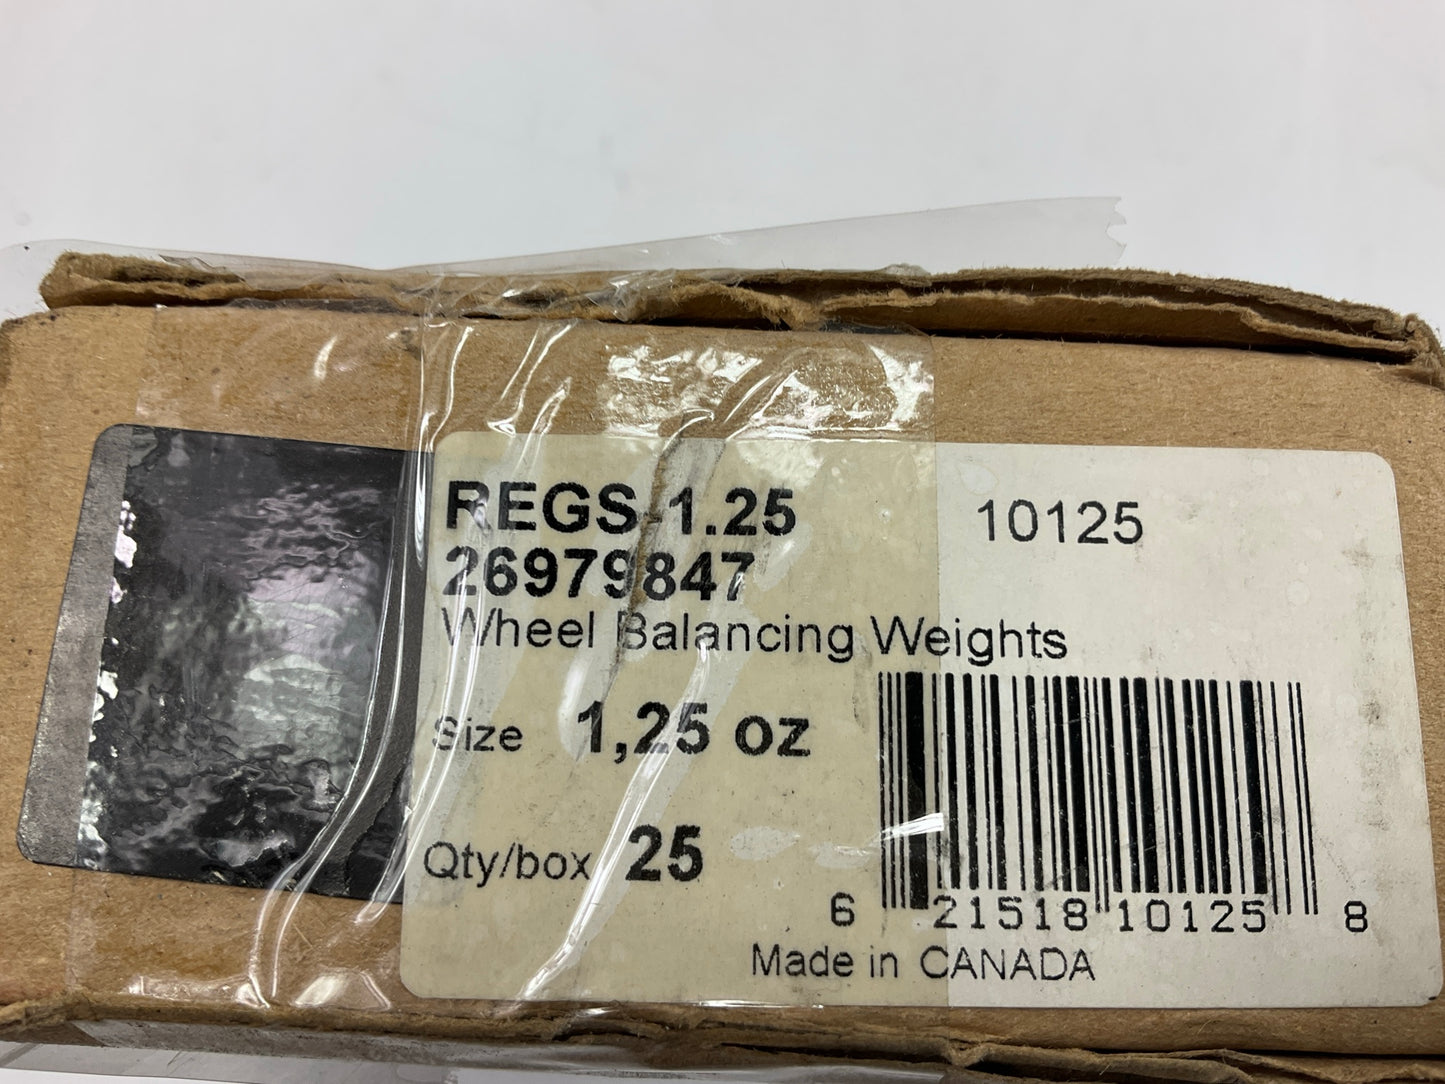 REGS-1.25 10125
26979847
Wheel Balancing Weights
Size 1,25 oz
Qty/box 25
6 21518 10125 8
Made in CANADA